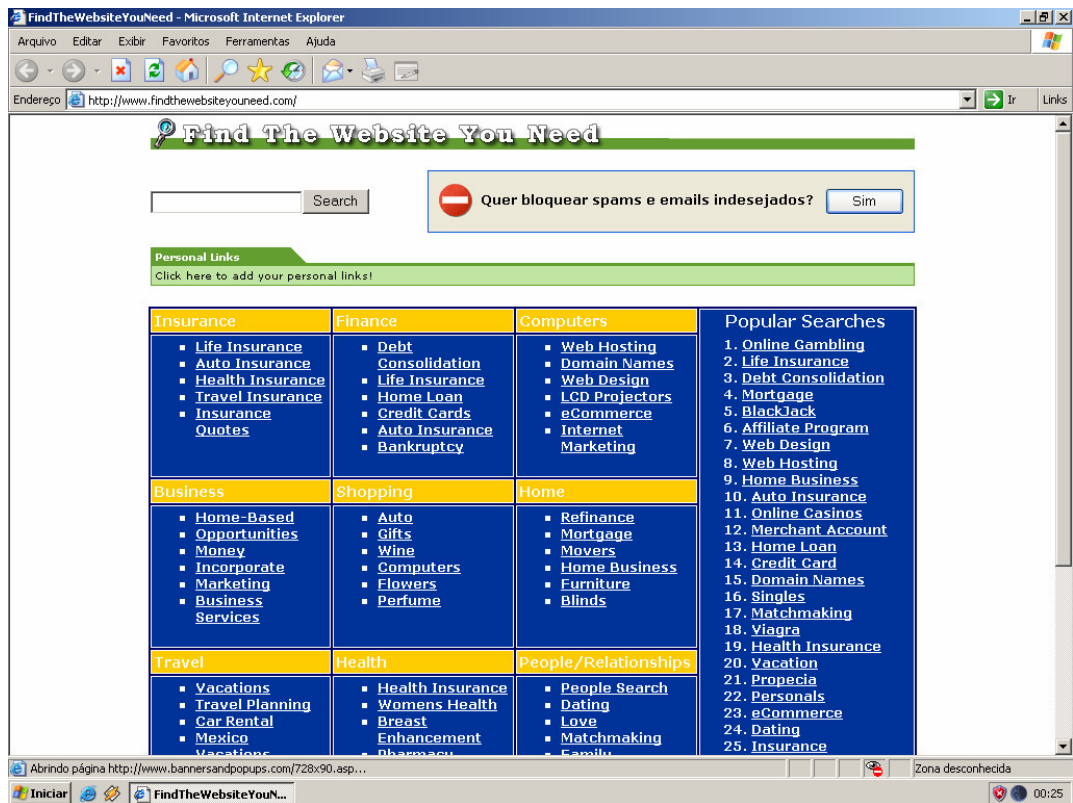 FindTheWebsiteYouNeed - Microsoft Internet Explorer
Arquivo Editar Exibir Favoritos Ferramentas Ajuda
Endereço http://www.findthewebsiteyouneed.com/ Ir Links
Find The Website You Need
Search
Quer bloquear spams e emails indesejados? Sim
Personal Links
Click here to add your personal links!
Insurance
Life Insurance
Auto Insurance
Health Insurance
Travel Insurance
Insurance
Quotes
Finance
Debt
Consolidation
Life Insurance
Home Loan
Credit Cards
Auto Insurance
Bankruptcy
Computers
Web Hosting
Domain Names
Web Design
LCD Projectors
eCommerce
Internet
Marketing
Business
Home-Based
Opportunities
Money
Incorporate
Marketing
Business
Services
Shopping
Auto
Gifts
Wine
Computers
Flowers
Perfume
Home
Refinance
Mortgage
Movers
Home Business
Furniture
Blinds
Travel
Vacations
Travel Planning
Car Rental
Mexico
Vacations
Health
Health Insurance
Womens Health
Breast
Enhancement
Pharmacy
People/Relationships
People Search
Dating
Love
Matchmaking
Family
Popular Searches
1. Online Gambling
2. Life Insurance
3. Debt Consolidation
4. Mortgage
5. BlackJack
6. Affiliate Program
7. Web Design
8. Web Hosting
9. Home Business
10. Auto Insurance
11. Online Casinos
12. Merchant Account
13. Home Loan
14. Credit Card
15. Domain Names
16. Singles
17. Matchmaking
18. Viagra
19. Health Insurance
20. Vacation
21. Propecia
22. Personals
23. eCommerce
24. Dating
25. Insurance
Abrindo página http://www.bannersandpopups.com/728x90.asp... Zona desconhecida
Iniciar FindTheWebsiteYouN... 00:25